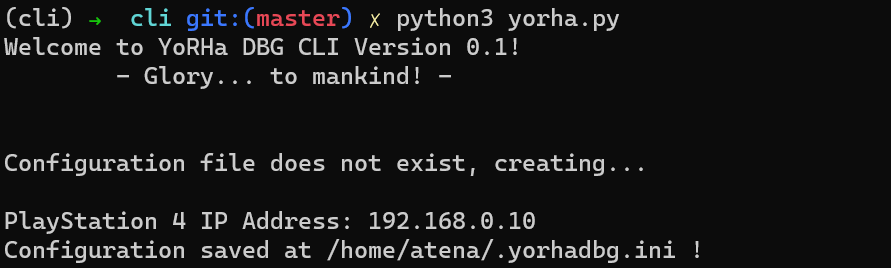 (cli) → cli git:(master) ✗ python3 yorha.py
Welcome to YoRHa DBG CLI Version 0.1!
- Glory... to mankind! -
Configuration file does not exist, creating...
PlayStation 4 IP Address: 192.168.0.10
Configuration saved at /home/atena/.yorhadbg.ini !